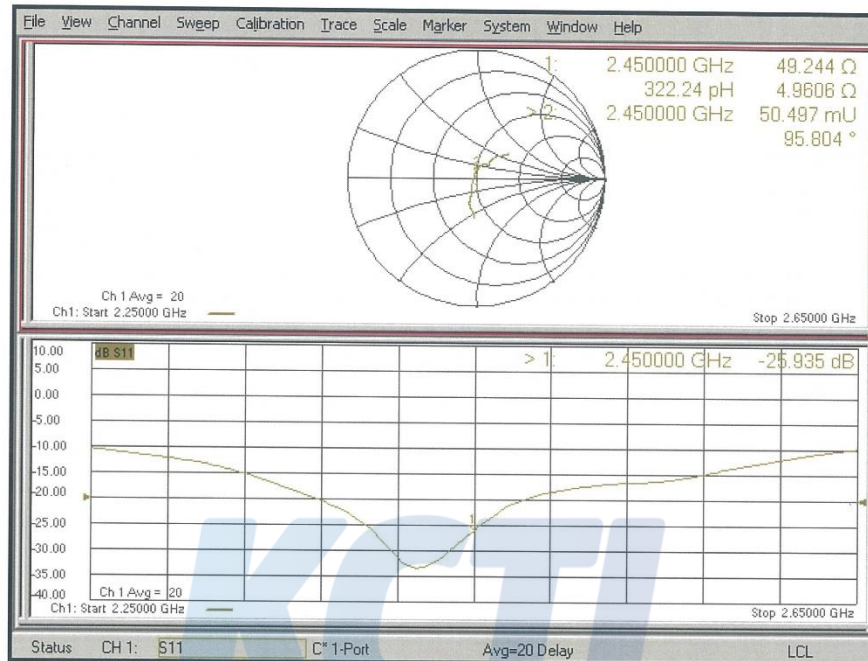 File View Channel Sweep Calibration Trace Scale Marker System Window Help
1: 2.450000 GHz 49.244 Ω
322.24 pH 4.9606 Ω
> 2: 2.450000 GHz 50.497 mU
95.804 °
Ch 1 Avg = 20
Ch1: Start 2.25000 GHz
Stop 2.65000 GHz
10.00
dB S11
> 1: 2.450000 GHz -25.935 dB
5.00
0.00
-5.00
-10.00
-15.00
-20.00
-25.00
1
-30.00
-35.00
-40.00
Ch 1 Avg = 20
Ch1: Start 2.25000 GHz
Stop 2.65000 GHz
KCTL
Status CH 1: S11 C* 1-Port Avg=20 Delay LCL